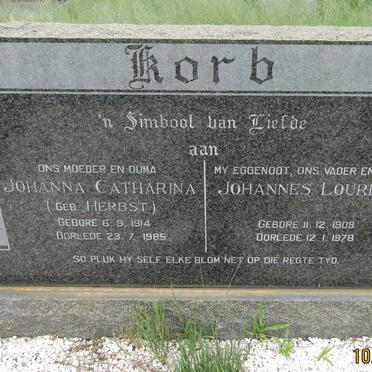 Korb
'n Simbool van Liefde
aan
ONS MOEDER EN OUMA
JOHANNA CATHARINA
(GEB. HERBST.)
GEBORE 6. 9. 1914
OORLEDE 23. 7. 1985.
MY EGGENOOT, ONS VADER EN
JOHANNES
GEBORE 11. 12. 1909
OORLEDE 12. 1. 1978
SO PLUK HY SELF ELKE BLOM NET OP DIE REGTE TYD.
10